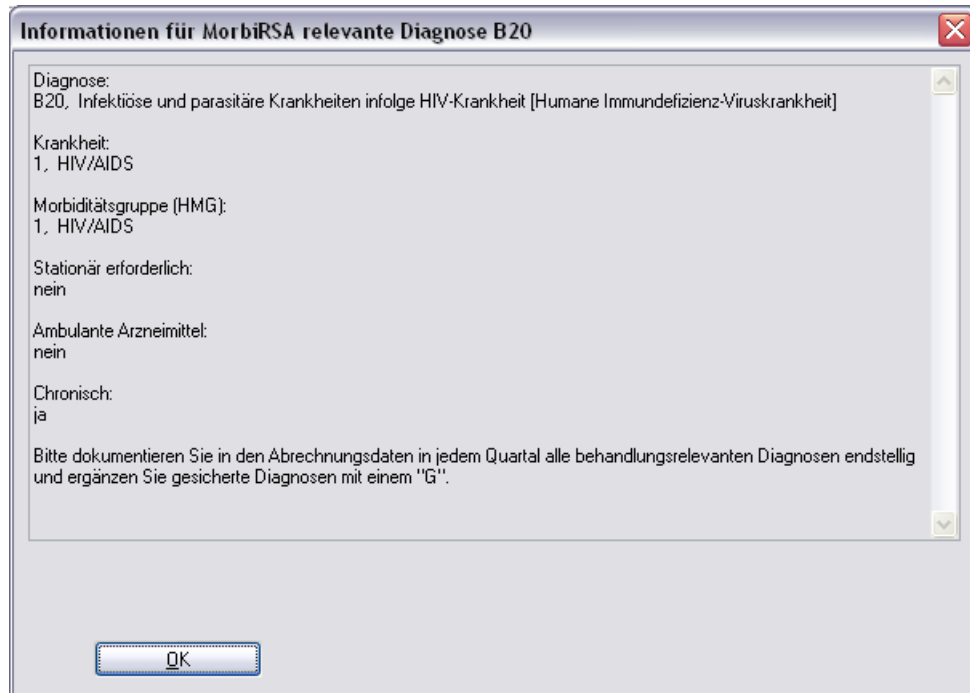 Informationen für MorbiRSA relevante Diagnose B20
Diagnose:
B20, Infektiöse und parasitäre Krankheiten infolge HIV-Krankheit [Humane Immundefizienz-Viruskrankheit]
Krankheit:
1, HIV/AIDS
Morbiditätsgruppe (HMG):
1, HIV/AIDS
Stationär erforderlich:
nein
Ambulante Arzneimittel:
nein
Chronisch:
ja
Bitte dokumentieren Sie in den Abrechnungsdaten in jedem Quartal alle behandlungsrelevanten Diagnosen endstellig
und ergänzen Sie gesicherte Diagnosen mit einem "G".
OK